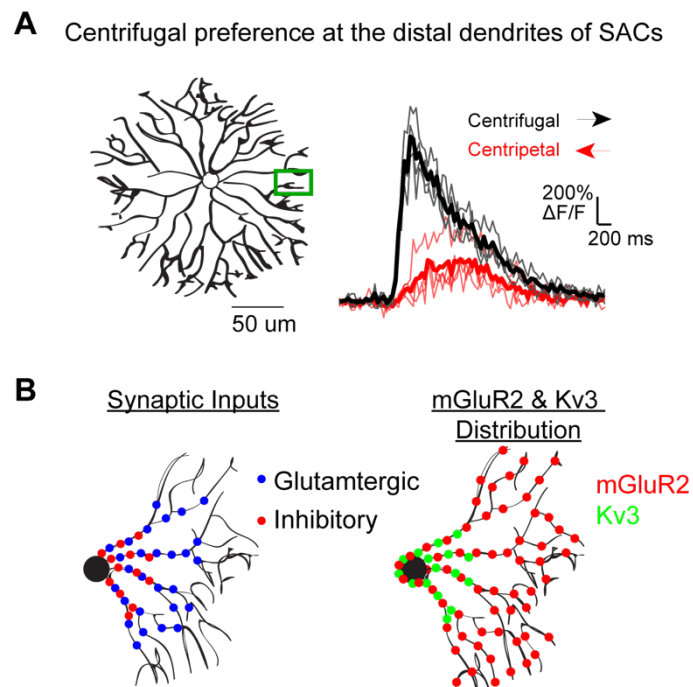 A
Centrifugal preference at the distal dendrites of SACs
Centrifugal
Centripetal
200%
ΔF/F
200 ms
50 um
B
Synaptic Inputs
mGluR2 & Kv3
Distribution
Glutamtergic
Inhibitory
mGluR2
Kv3